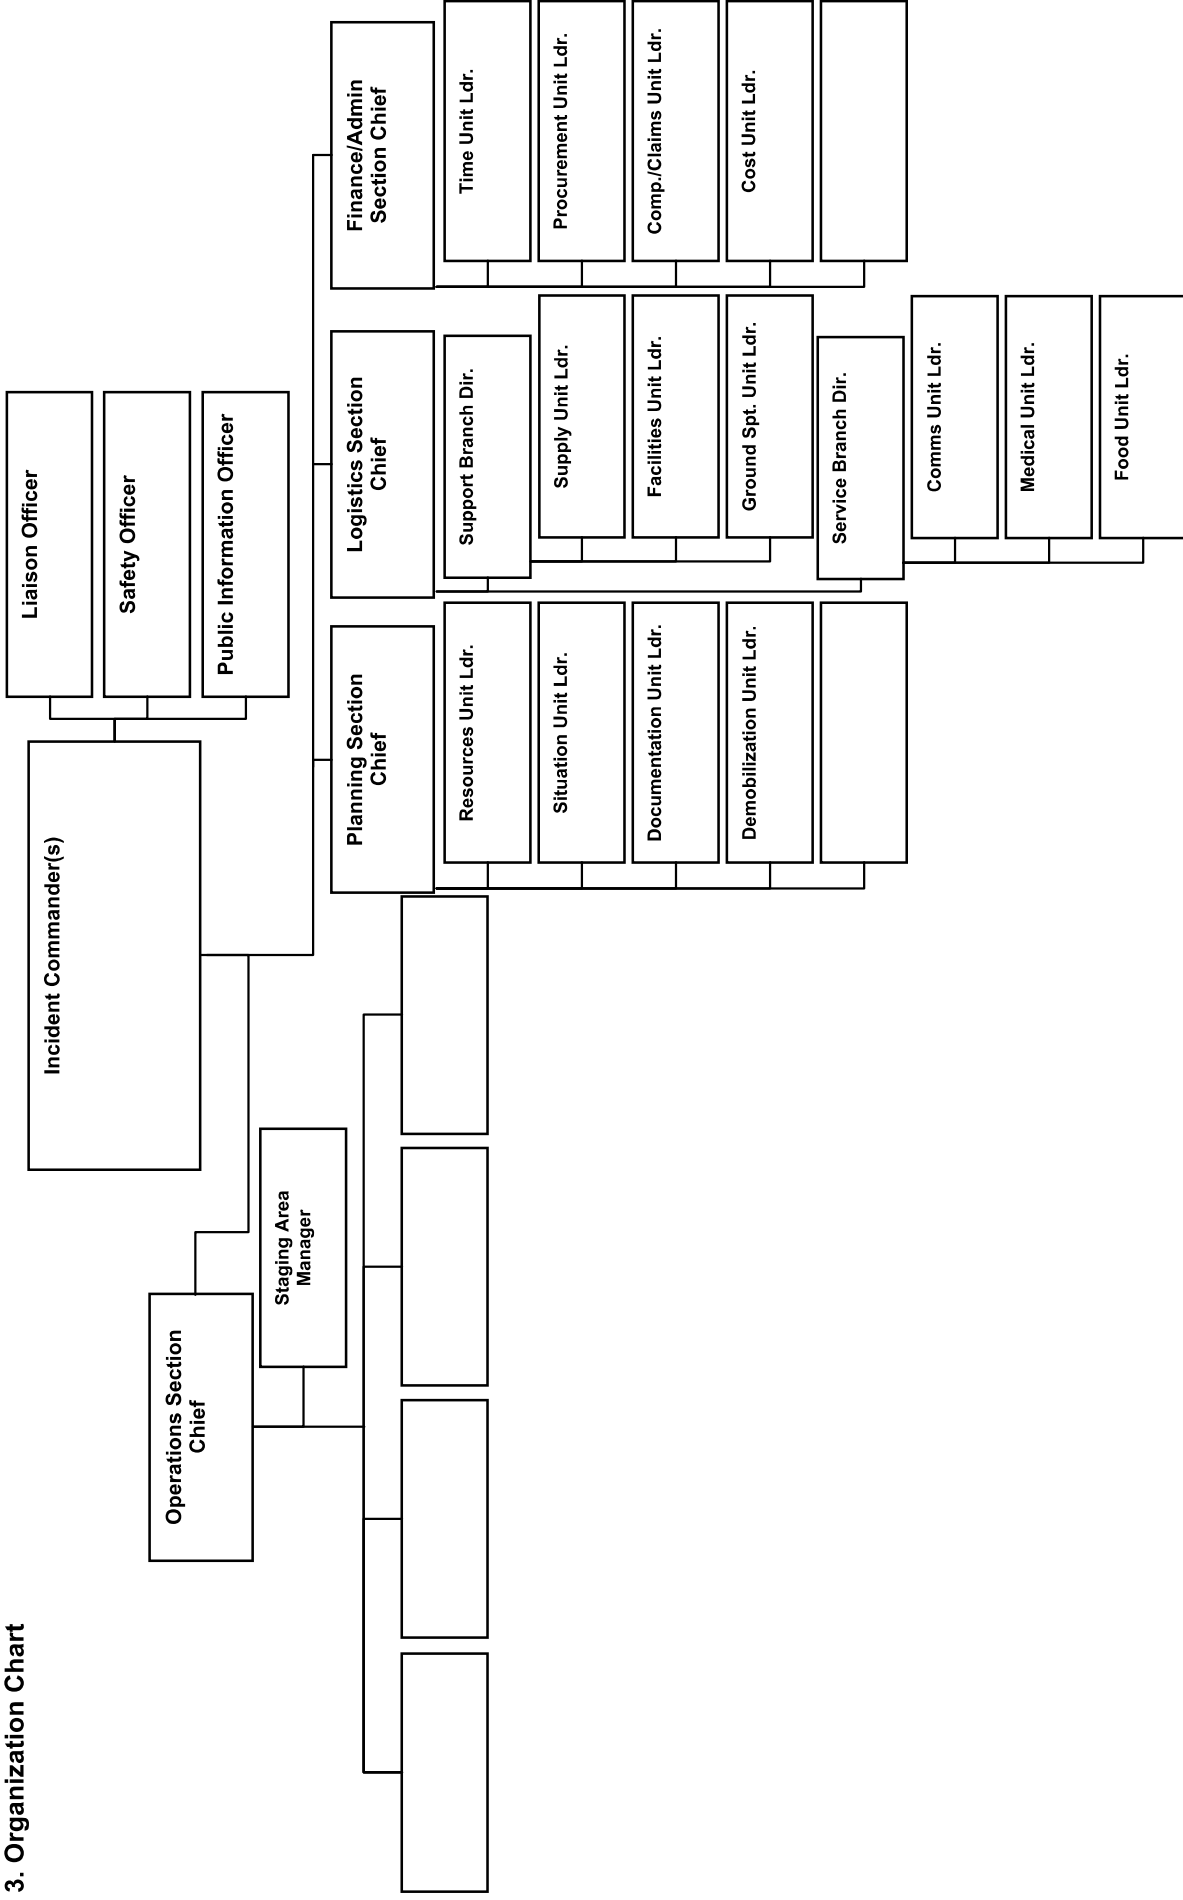 3. Organization Chart
Incident Commander(s)
Liaison Officer
Safety Officer
Public Information Officer
Operations Section
Chief
Staging Area
Manager
Planning Section
Chief
Resources Unit Ldr.
Situation Unit Ldr.
Documentation Unit Ldr.
Demobilization Unit Ldr.
Logistics Section
Chief
Support Branch Dir.
Supply Unit Ldr.
Facilities Unit Ldr.
Ground Spt. Unit Ldr.
Service Branch Dir.
Comms Unit Ldr.
Medical Unit Ldr.
Food Unit Ldr.
Finance/Admin
Section Chief
Time Unit Ldr.
Procurement Unit Ldr.
Comp./Claims Unit Ldr.
Cost Unit Ldr.